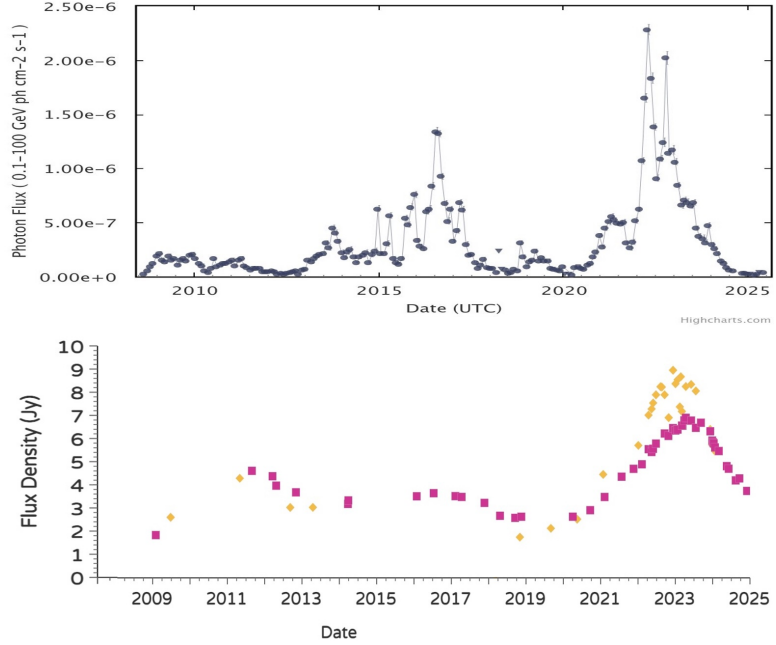 2.50e-6
2.00e-6
1.50e-6
1.00e-6
5.00e-7
0.00e+0
Photon Flux ( 0.1-100 GeV ph cm-2 s-1 )
2010 2015 2020 2025
Date (UTC)
Highcharts.com
10
9
8
7
6
5
4
3
2
1
0
Flux Density (Jy)
2009 2011 2013 2015 2017 2019 2021 2023 2025
Date